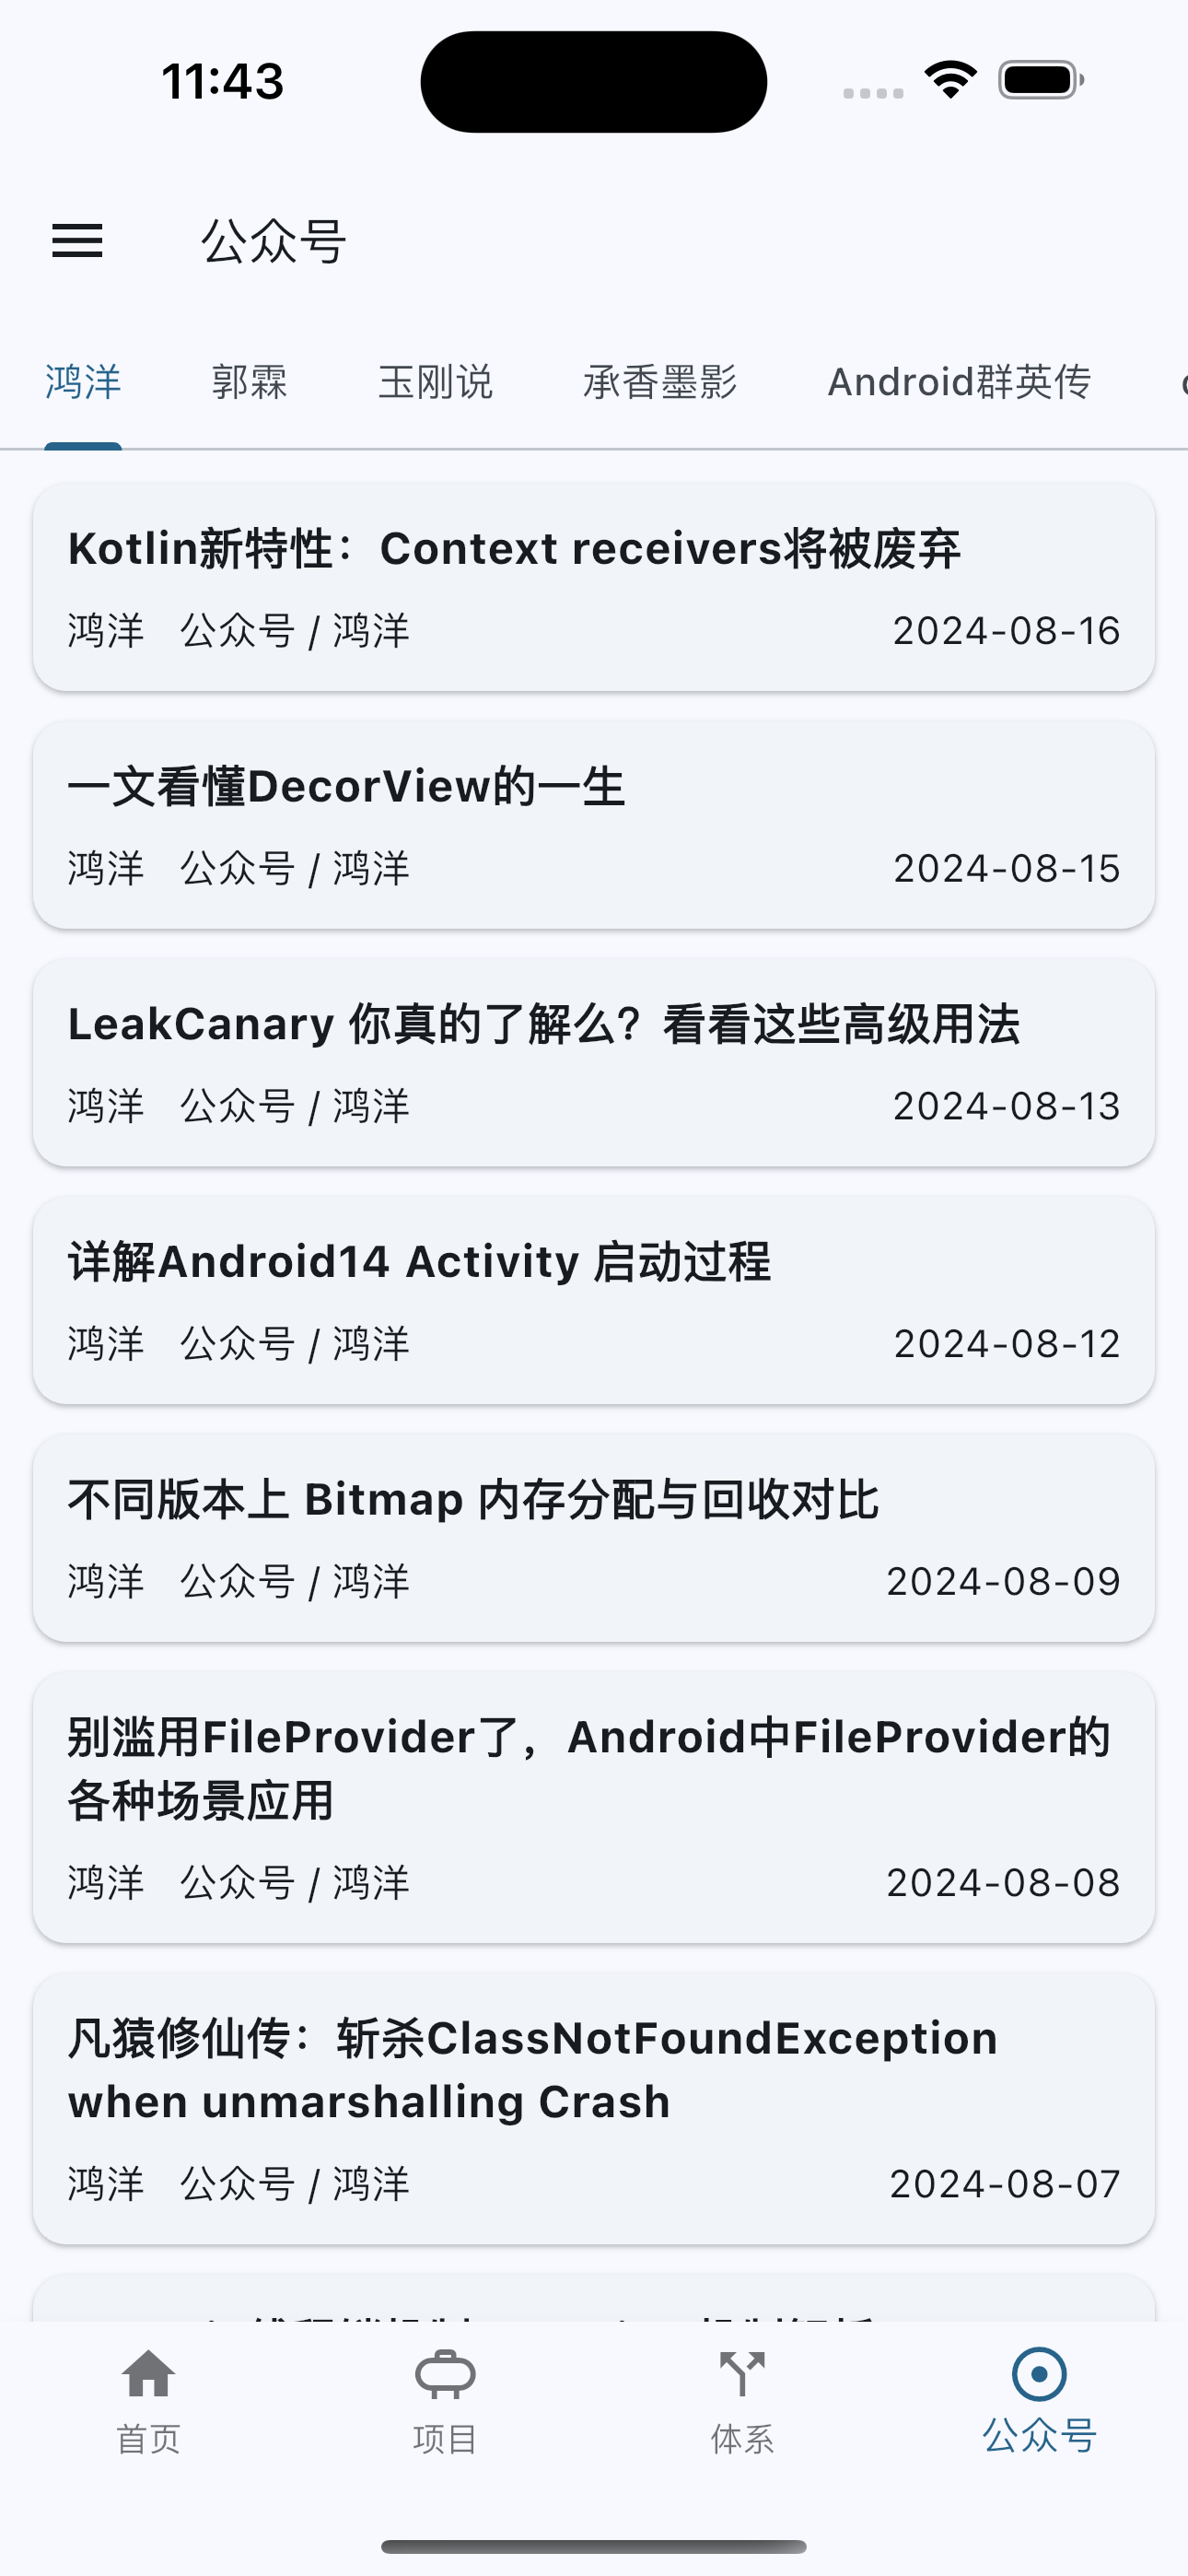 11:43
公众号
鸿洋 郭霖 玉刚说 承香墨影 Android群英传
Kotlin新特性：Context receivers将被废弃
鸿洋 公众号 / 鸿洋 2024-08-16
一文看懂DecorView的一生
鸿洋 公众号 / 鸿洋 2024-08-15
LeakCanary 你真的了解么？看看这些高级用法
鸿洋 公众号 / 鸿洋 2024-08-13
详解Android14 Activity 启动过程
鸿洋 公众号 / 鸿洋 2024-08-12
不同版本上 Bitmap 内存分配与回收对比
鸿洋 公众号 / 鸿洋 2024-08-09
别滥用FileProvider了，Android中FileProvider的
各种场景应用
鸿洋 公众号 / 鸿洋 2024-08-08
凡猿修仙传：斩杀ClassNotFoundException
when unmarshalling Crash
鸿洋 公众号 / 鸿洋 2024-08-07
首页 项目 体系 公众号